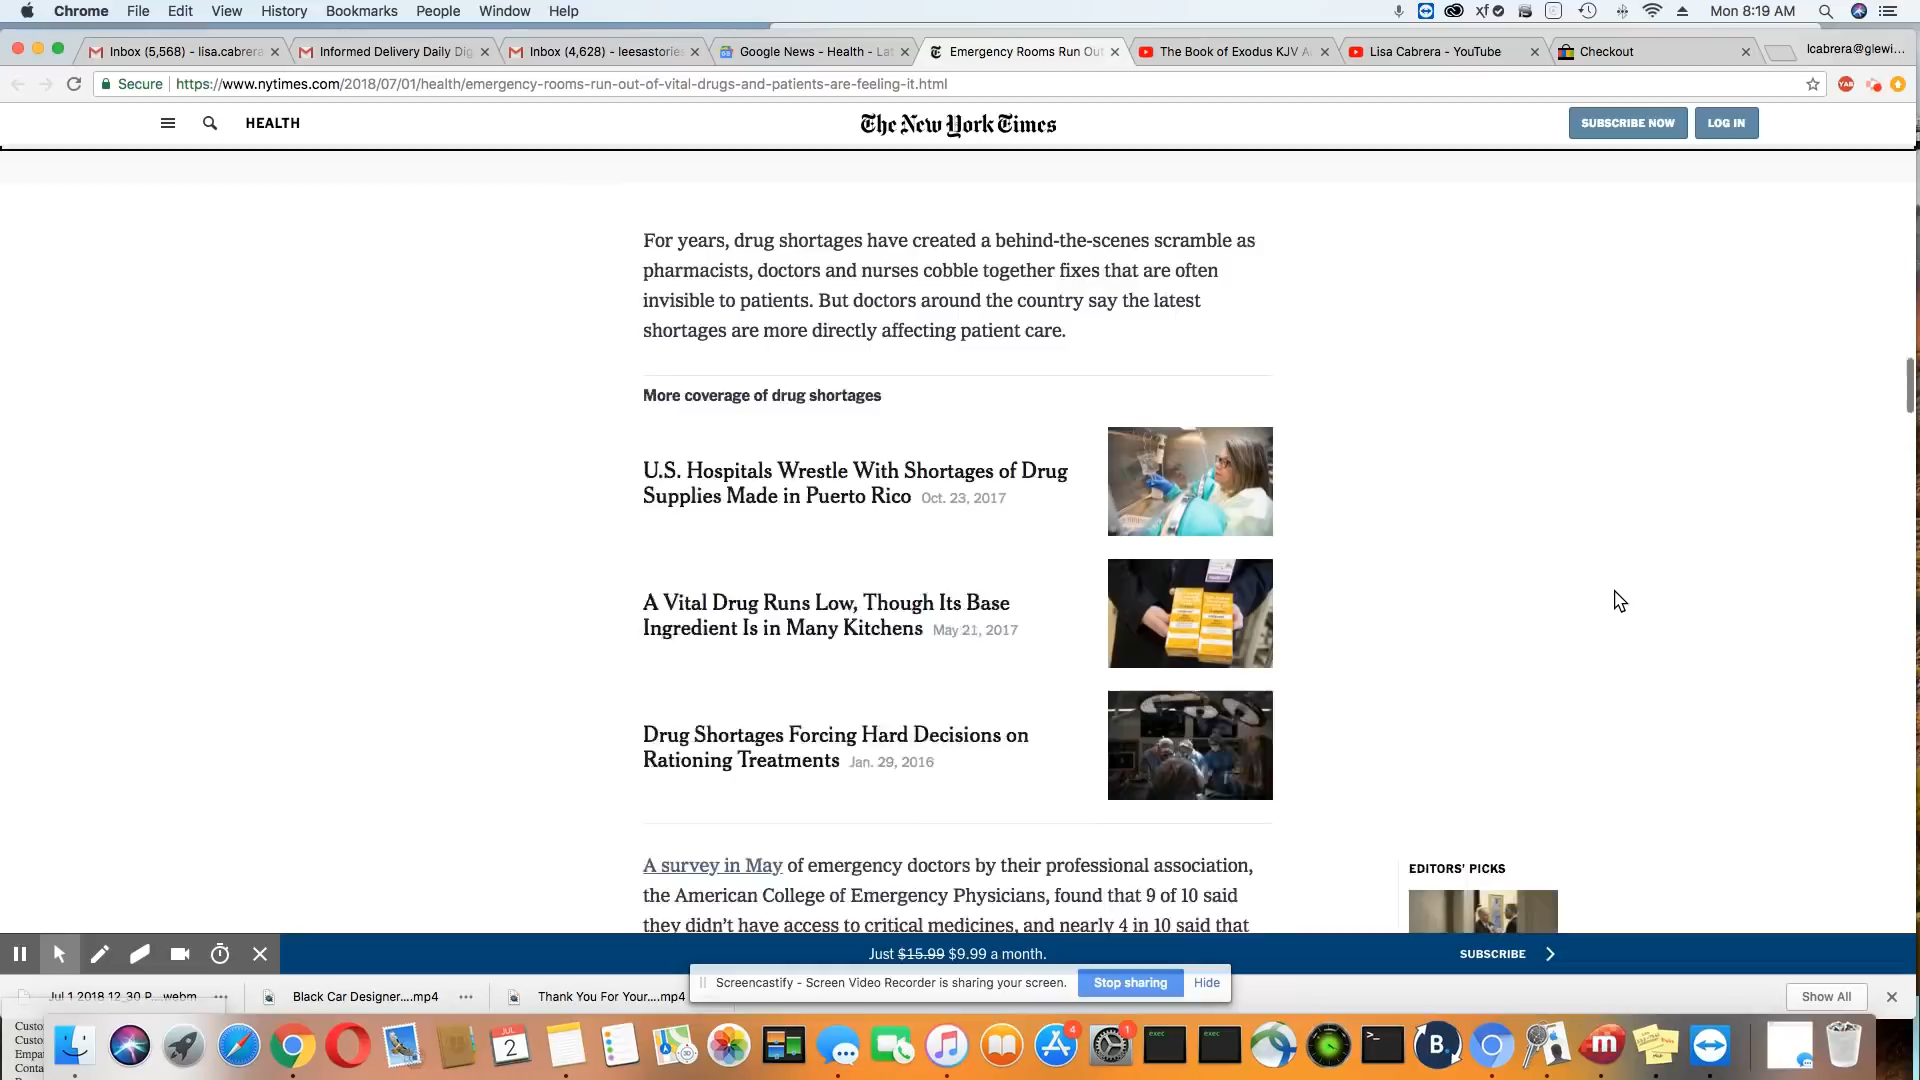 Chrome File Edit View History Bookmarks People Window Help Mon 8:19 AM
Inbox (5,568) - lisa.cabrera
Informed Delivery Daily Dig
Inbox (4,628) - leesastories
Google News - Health - Lat
Emergency Rooms Run Out
The Book of Exodus KJV A
Lisa Cabrera - YouTube
Checkout
lcabrera@glewi...
Secure https://www.nytimes.com/2018/07/01/health/emergency-rooms-run-out-of-vital-drugs-and-patients-are-feeling-it.html
HEALTH
The New York Times
SUBSCRIBE NOW
LOG IN
For years, drug shortages have created a behind-the-scenes scramble as
pharmacists, doctors and nurses cobble together fixes that are often
invisible to patients. But doctors around the country say the latest
shortages are more directly affecting patient care.
More coverage of drug shortages
U.S. Hospitals Wrestle With Shortages of Drug
Supplies Made in Puerto Rico Oct. 23, 2017
A Vital Drug Runs Low, Though Its Base
Ingredient Is in Many Kitchens May 21, 2017
Drug Shortages Forcing Hard Decisions on
Rationing Treatments Jan. 29, 2016
A survey in May of emergency doctors by their professional association,
the American College of Emergency Physicians, found that 9 of 10 said
they didn't have access to critical medicines, and nearly 4 in 10 said that
EDITORS' PICKS
Just $15.99 $9.99 a month.
SUBSCRIBE
Screencastify - Screen Video Recorder is sharing your screen.
Stop sharing
Hide
Jul 1 2018 12_30 P....webm
Black Car Designer....mp4
Thank You For Your....mp4
Show All
Custo
Custo
Empa
Conta
JUL
2
4
1
exec
exec
B.